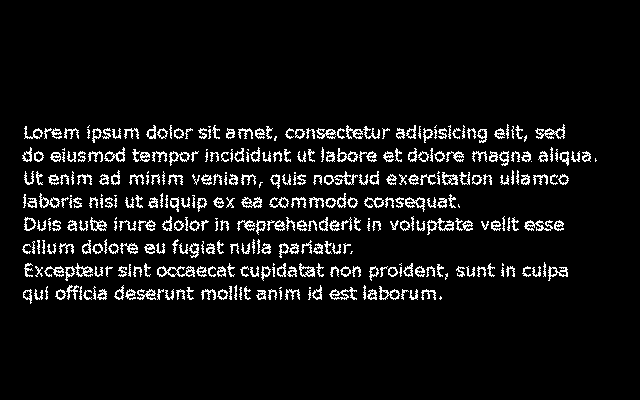 Lorem ipsum dolor sit amet, consectetur adipisicing elit, sed
do eiusmod tempor incididunt ut labore et dolore magna aliqua.
Ut enim ad minim veniam, quis nostrud exercitation ullamco
laboris nisi ut aliquip ex ea commodo consequat.
Duis aute irure dolor in reprehenderit in voluptate velit esse
cillum dolore eu fugiat nulla pariatur.
Excepteur sint occaecat cupidatat non proident, sunt in culpa
qui officia deserunt mollit anim id est laborum.